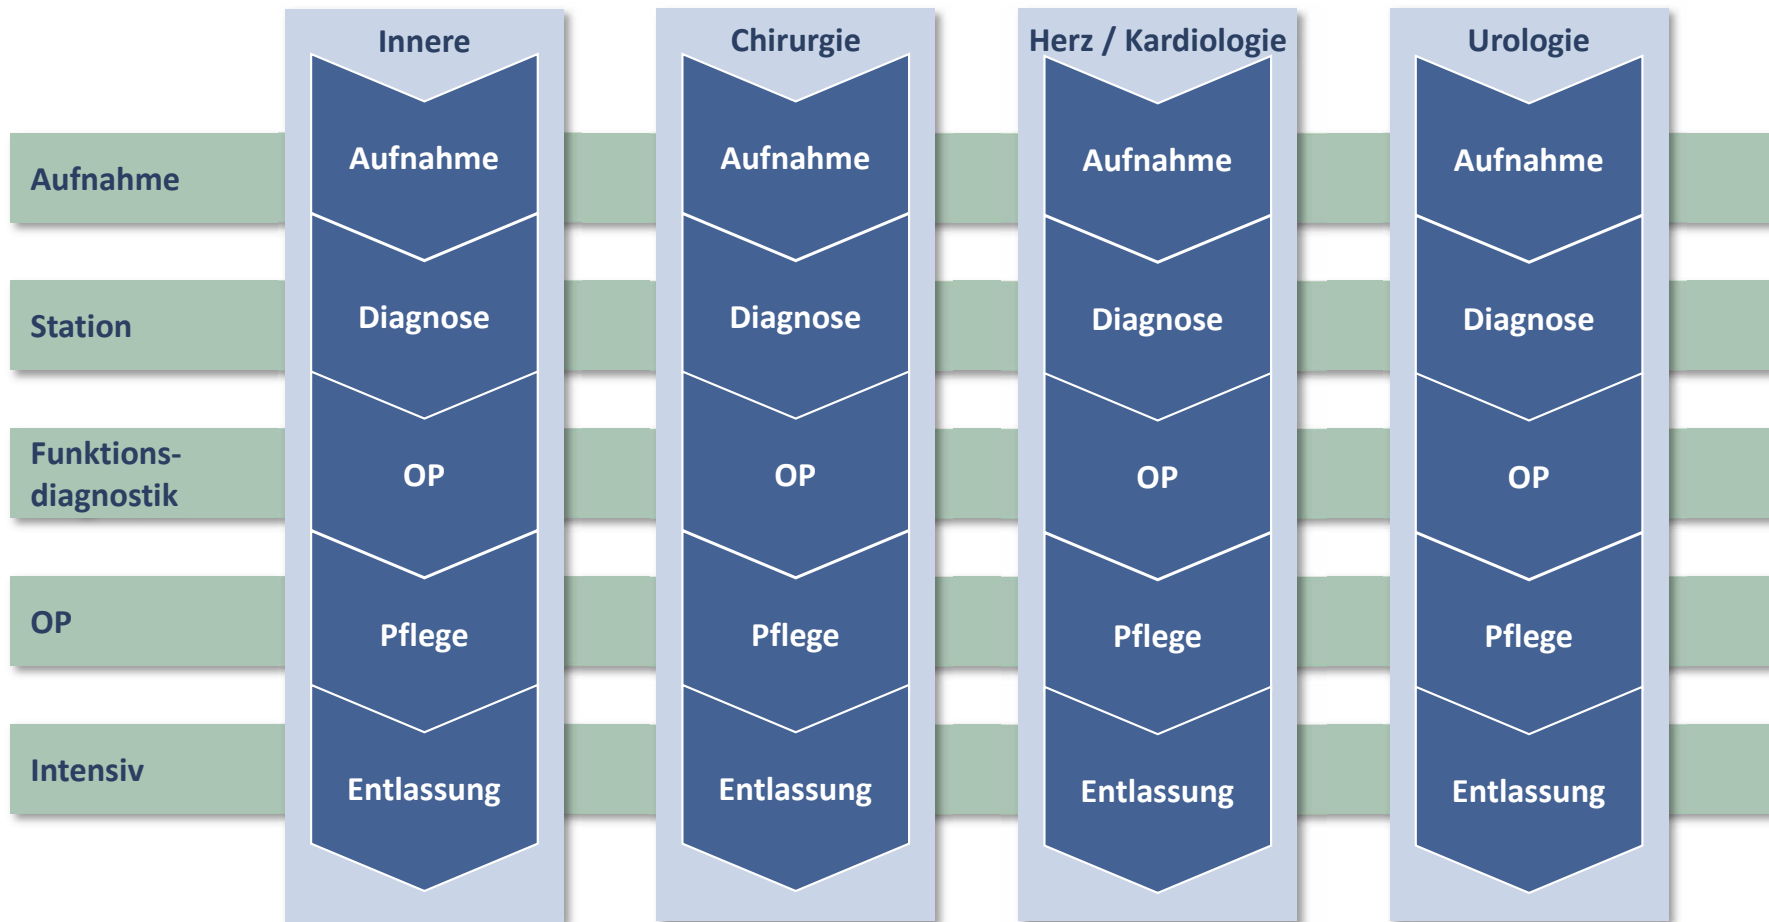 Innere
Chirurgie
Herz / Kardiologie
Urologie
Aufnahme
Aufnahme
Aufnahme
Aufnahme
Aufnahme
Station
Diagnose
Diagnose
Diagnose
Diagnose
Funktions-
diagnostik
OP
OP
OP
OP
OP
Pflege
Pflege
Pflege
Pflege
Intensiv
Entlassung
Entlassung
Entlassung
Entlassung